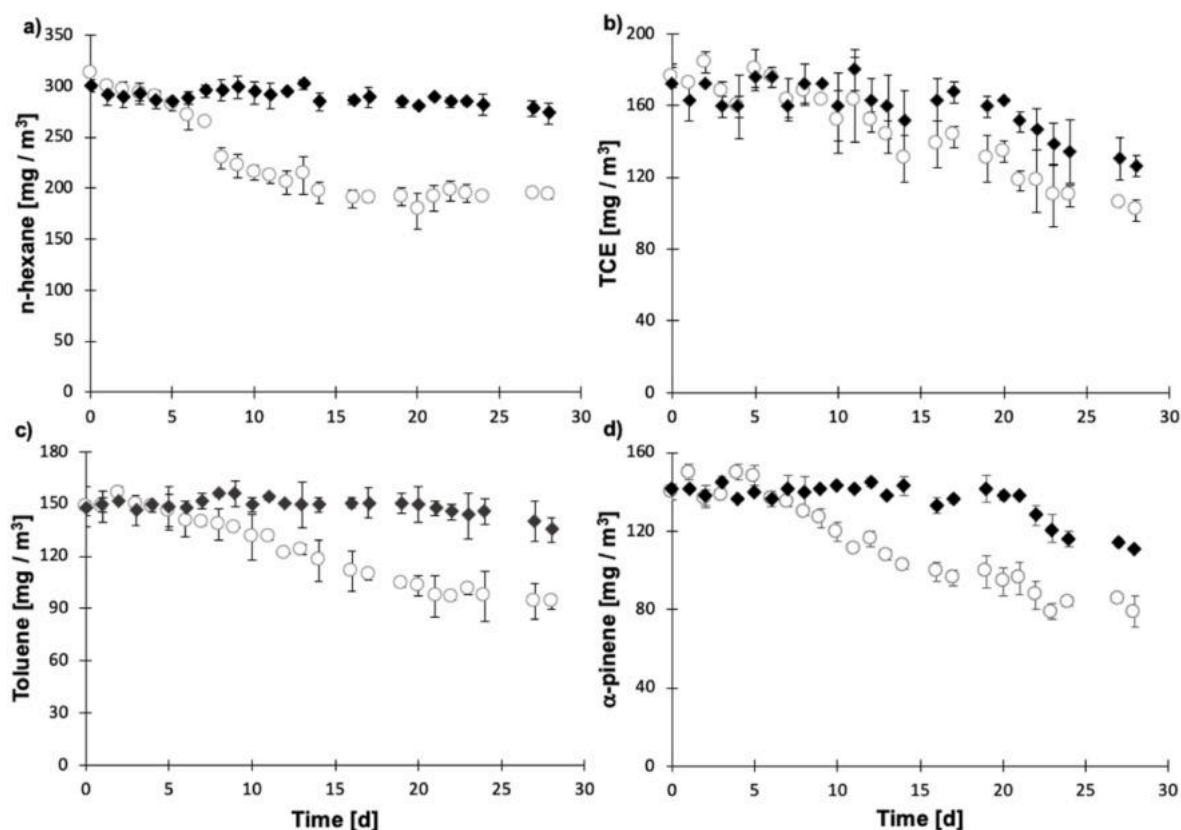 a)
n-hexane [mg / m³]
350
300
250
200
150
100
50
0
0 5 10 15 20 25 30
b)
TCE [mg / m³]
200
160
120
80
40
0
0 5 10 15 20 25 30
c)
Toluene [mg / m³]
180
150
120
90
60
30
0
0 5 10 15 20 25 30
Time [d]
d)
α-pinene [mg / m³]
160
120
80
40
0
0 5 10 15 20 25 30
Time [d]